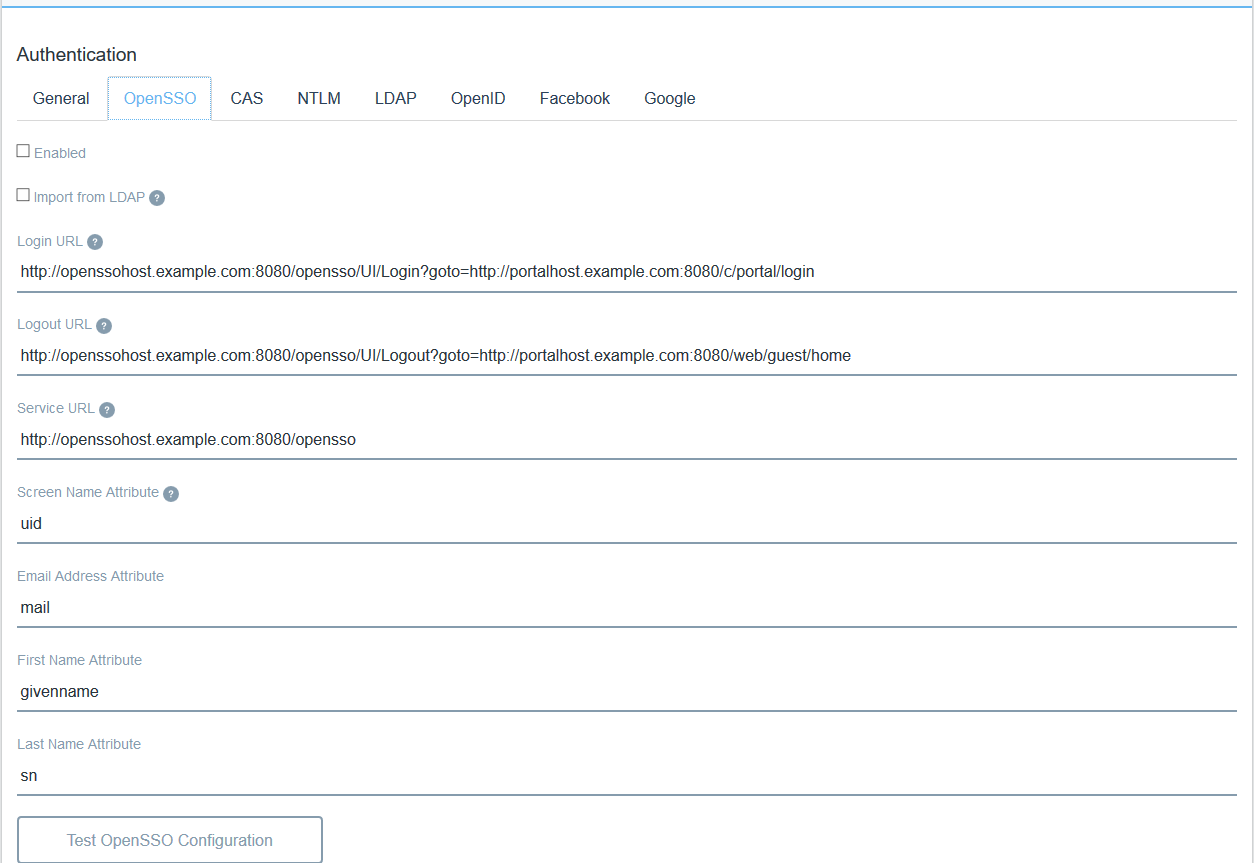 Authentication
General OpenSSO CAS NTLM LDAP OpenID Facebook Google
Enabled
Import from LDAP ?
Login URL ?
http://openssohost.example.com:8080/opensso/UI/Login?goto=http://portalhost.example.com:8080/c/portal/login
Logout URL ?
http://openssohost.example.com:8080/opensso/UI/Logout?goto=http://portalhost.example.com:8080/web/guest/home
Service URL ?
http://openssohost.example.com:8080/opensso
Screen Name Attribute ?
uid
Email Address Attribute
mail
First Name Attribute
givenname
Last Name Attribute
sn
Test OpenSSO Configuration